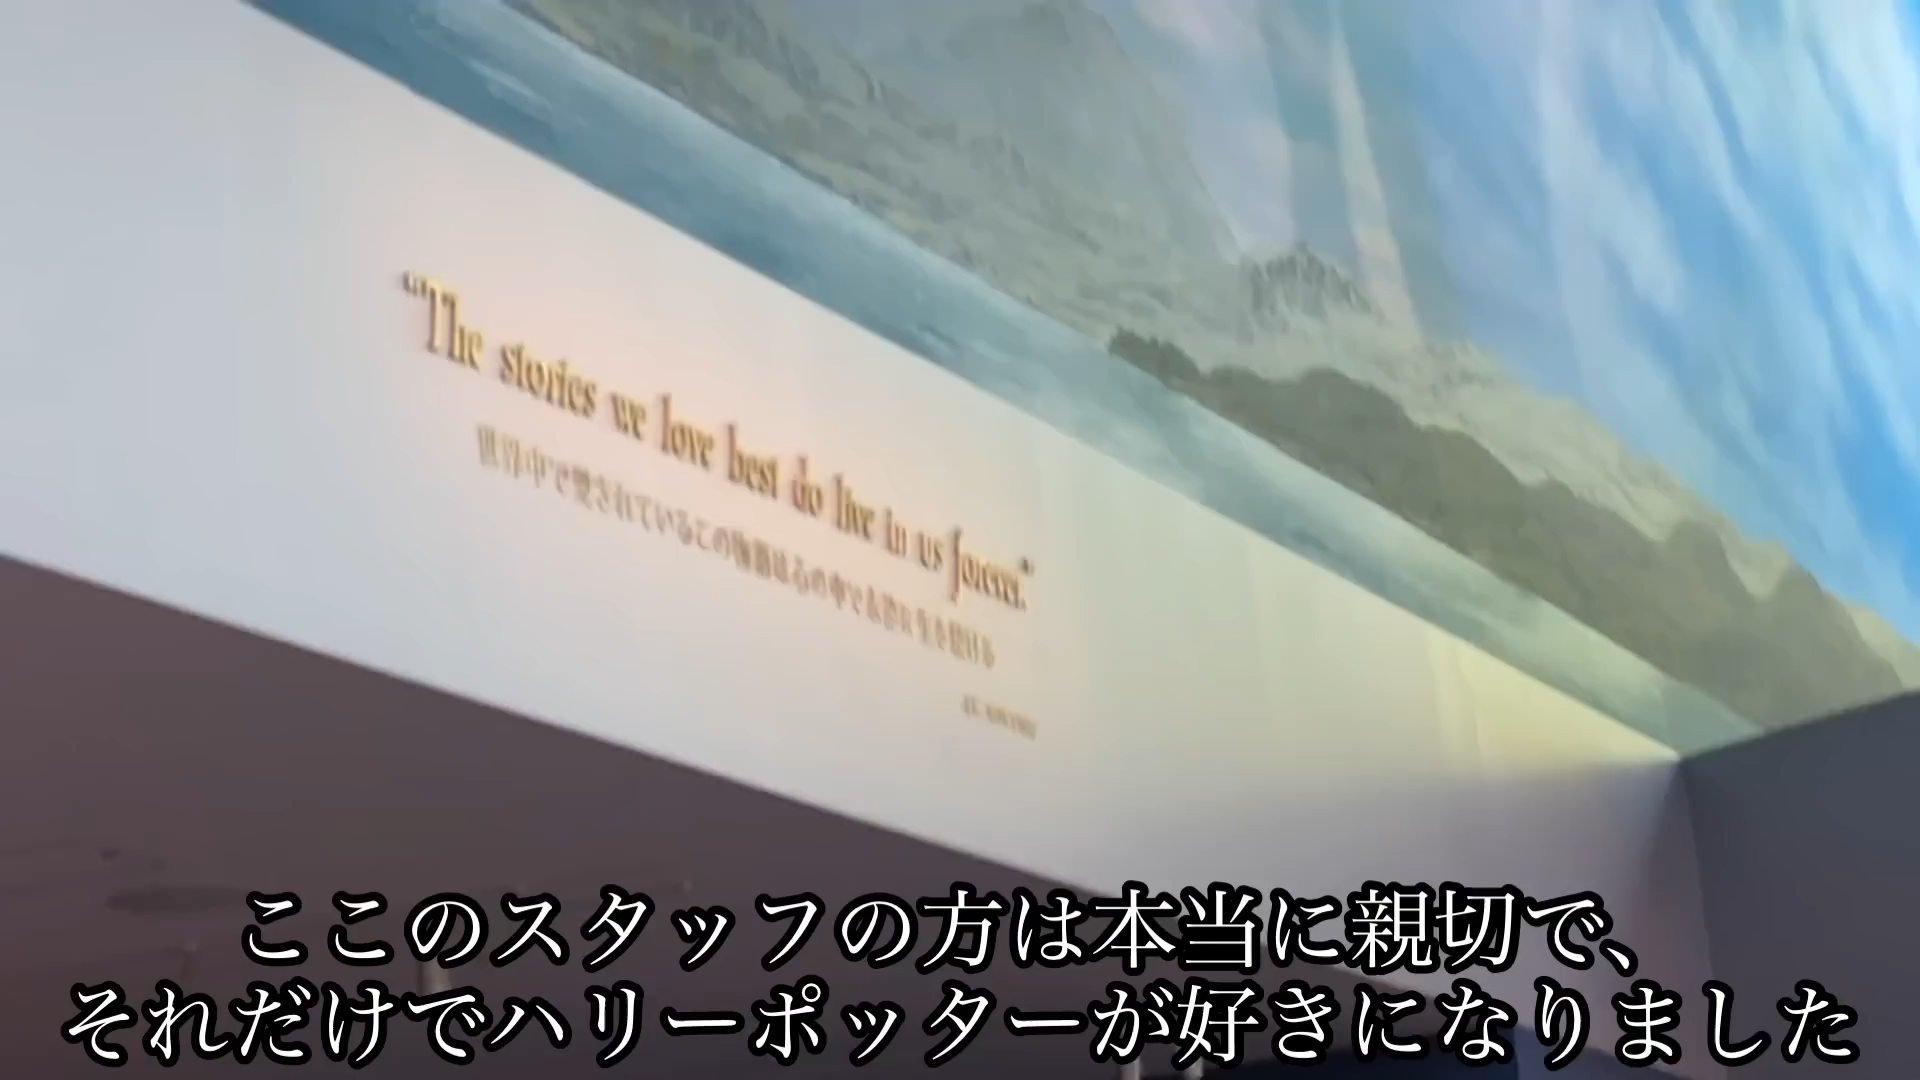 “The stories we love best do live in us forever.”
世界中で愛されているこの物語は心の中で永遠に生き続ける
ここのスタッフの方は本当に親切で、
それだけでハリーポッターが好きになりました